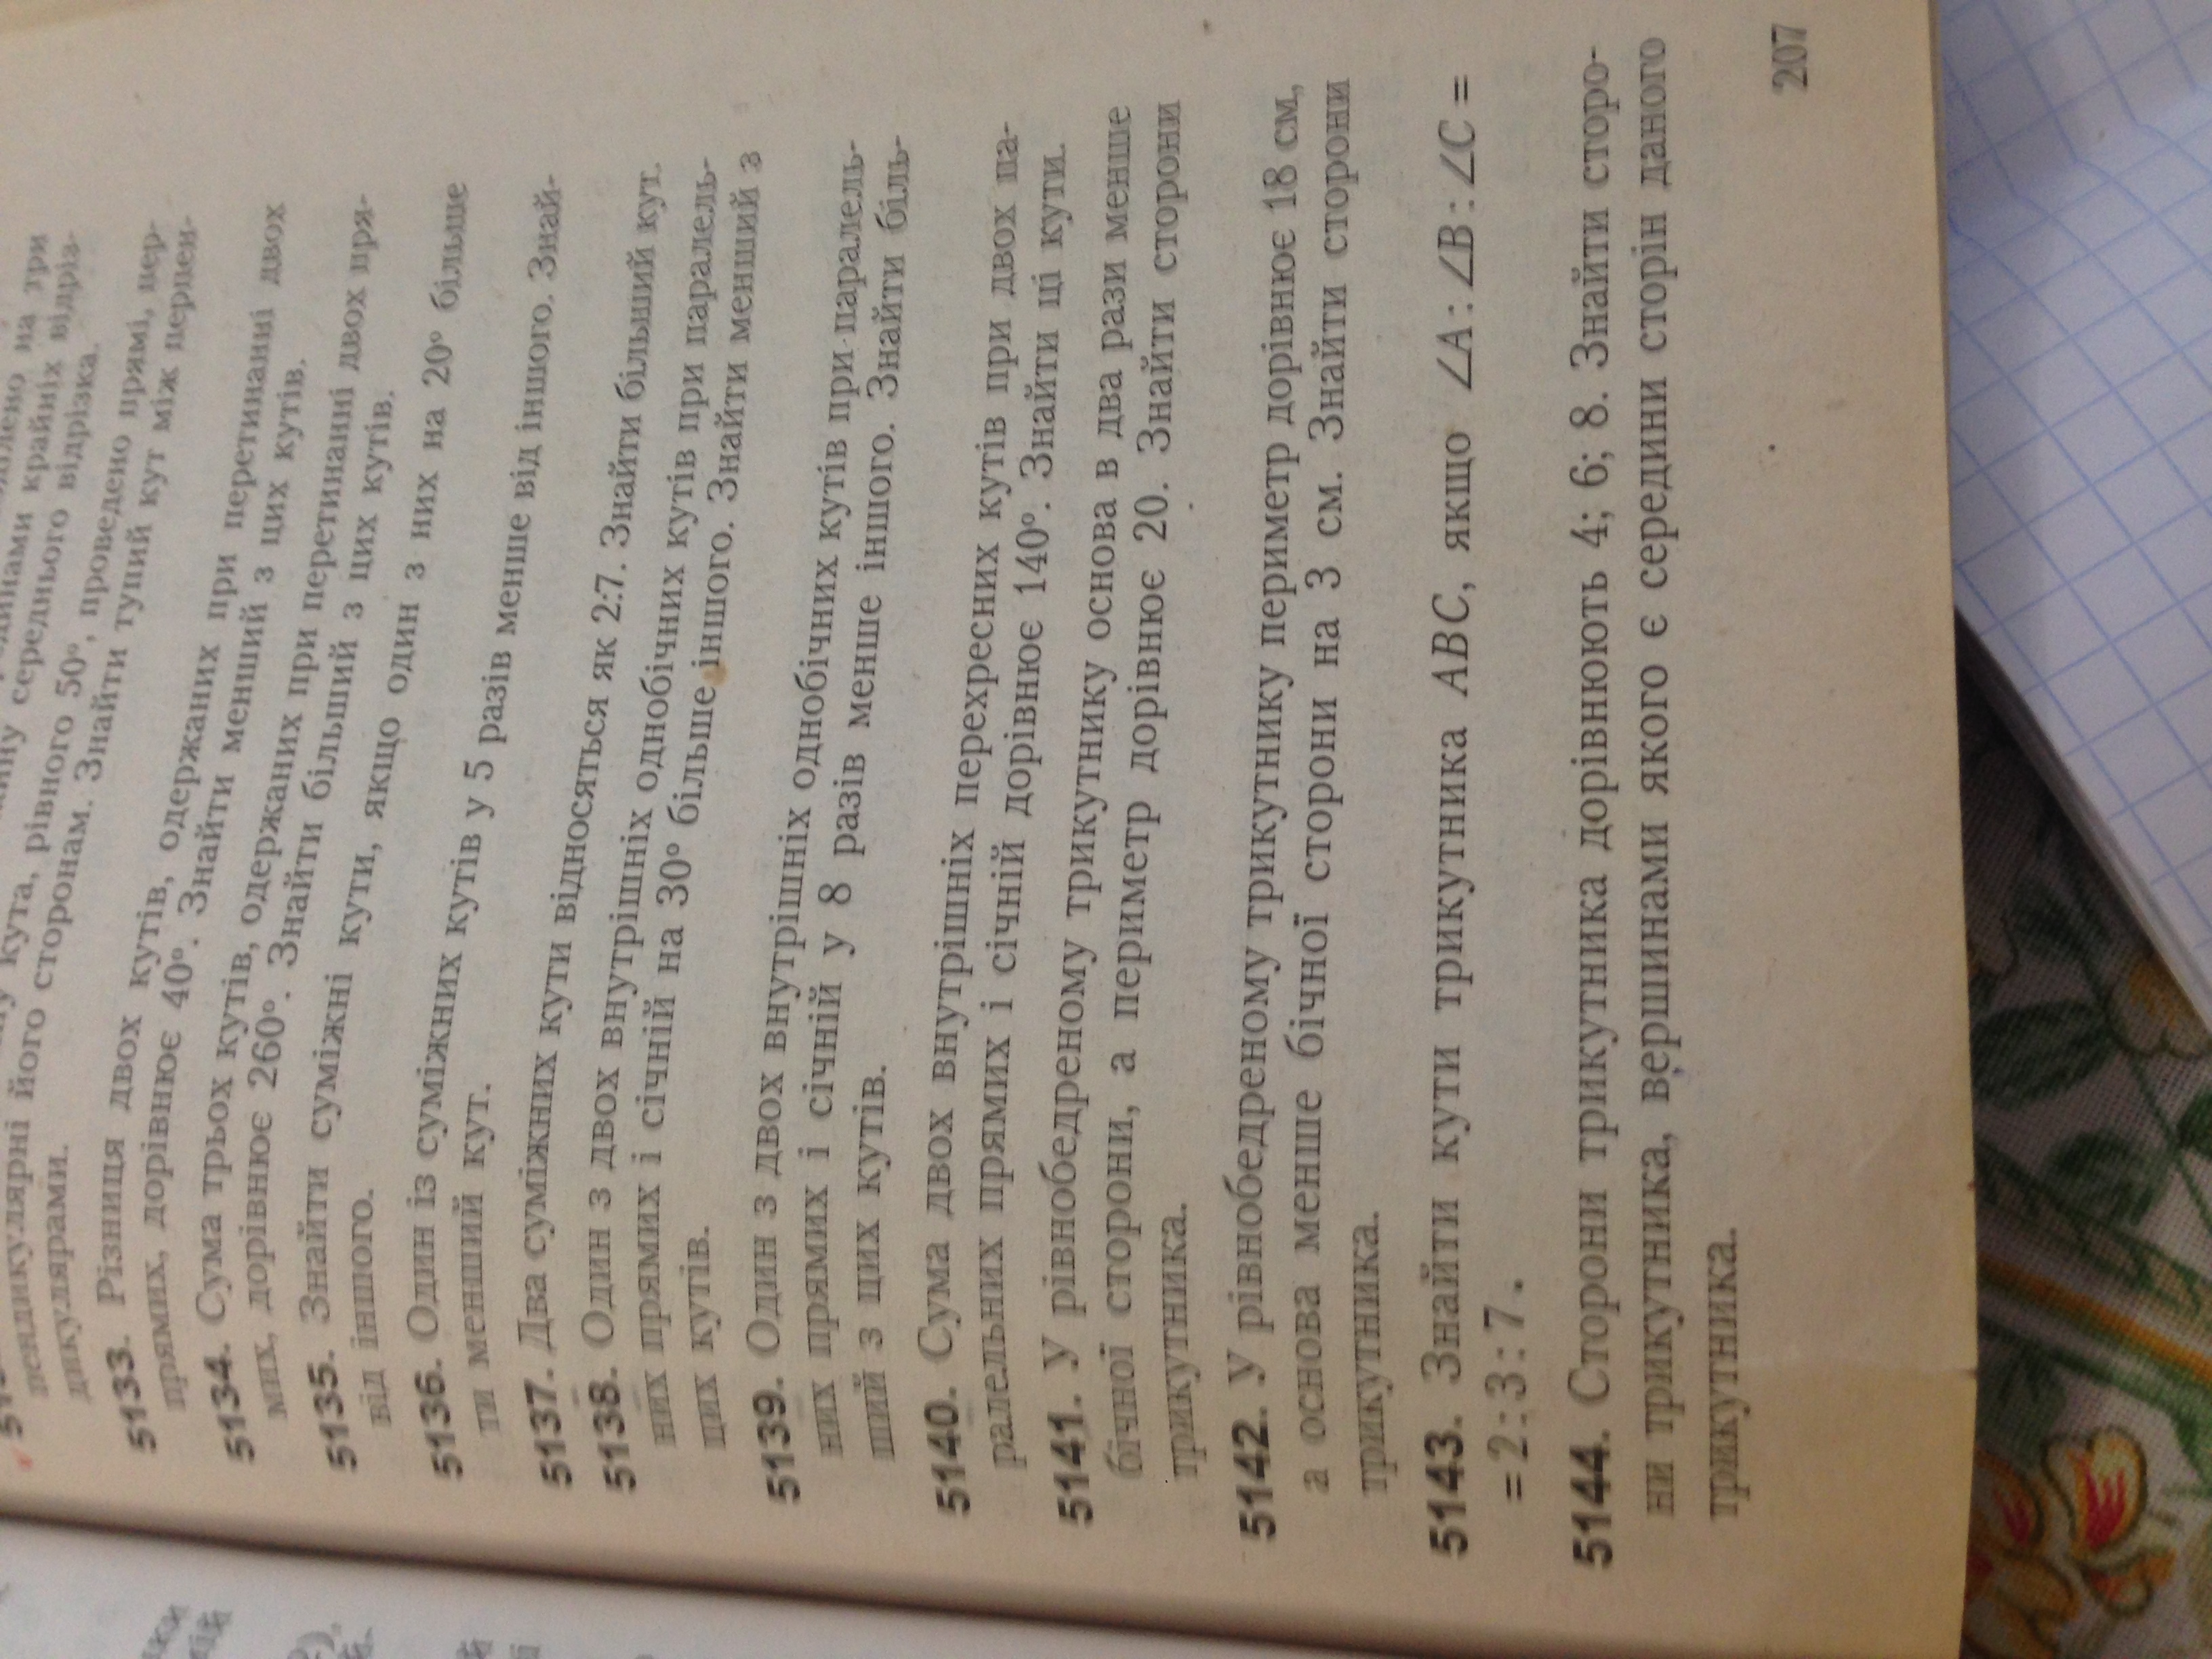 на три
крайніх відріз-
середнього відрізка.
кута, рівного 50°, проведено прямі, пер-
пендикулярні його сторонам. Знайти тупий кут між перпен-
дикулярами.
5133. Різниця двох кутів, одержаних при перетинанні двох
прямих, дорівнює 40°. Знайти менший з цих кутів.
5134. Сума трьох кутів, одержаних при перетинанні двох пря-
мих, дорівнює 260°. Знайти більший з цих кутів.
5135. Знайти суміжні кути, якщо один з них на 20° більше
від іншого.
5136. Один із суміжних кутів у 5 разів менше від іншого. Знай-
ти менший кут.
5137. Два суміжних кути відносяться як 2:7. Знайти більший кут.
5138. Один з двох внутрішніх однобічних кутів при паралель-
них прямих і січній на 30° більше іншого. Знайти менший з
цих кутів.
5139. Один з двох внутрішніх однобічних кутів при паралель-
них прямих і січній у 8 разів менше іншого. Знайти біль-
ший з цих кутів.
5140. Сума двох внутрішніх перехресних кутів при двох па-
ралельних прямих і січній дорівнює 140°. Знайти ці кути.
5141. У рівнобедреному трикутнику основа в два рази менше
бічної сторони, а периметр дорівнює 20. Знайти сторони
трикутника.
5142. У рівнобедреному трикутнику периметр дорівнює 18 см,
а основа менше бічної сторони на 3 см. Знайти сторони
трикутника.
5143. Знайти кути трикутника ABC, якщо ∠A:∠B:∠C=
=2:3:7.
5144. Сторони трикутника дорівнюють 4; 6; 8. Знайти сторо-
ни трикутника, вершинами якого є середини сторін даного
трикутника.
207